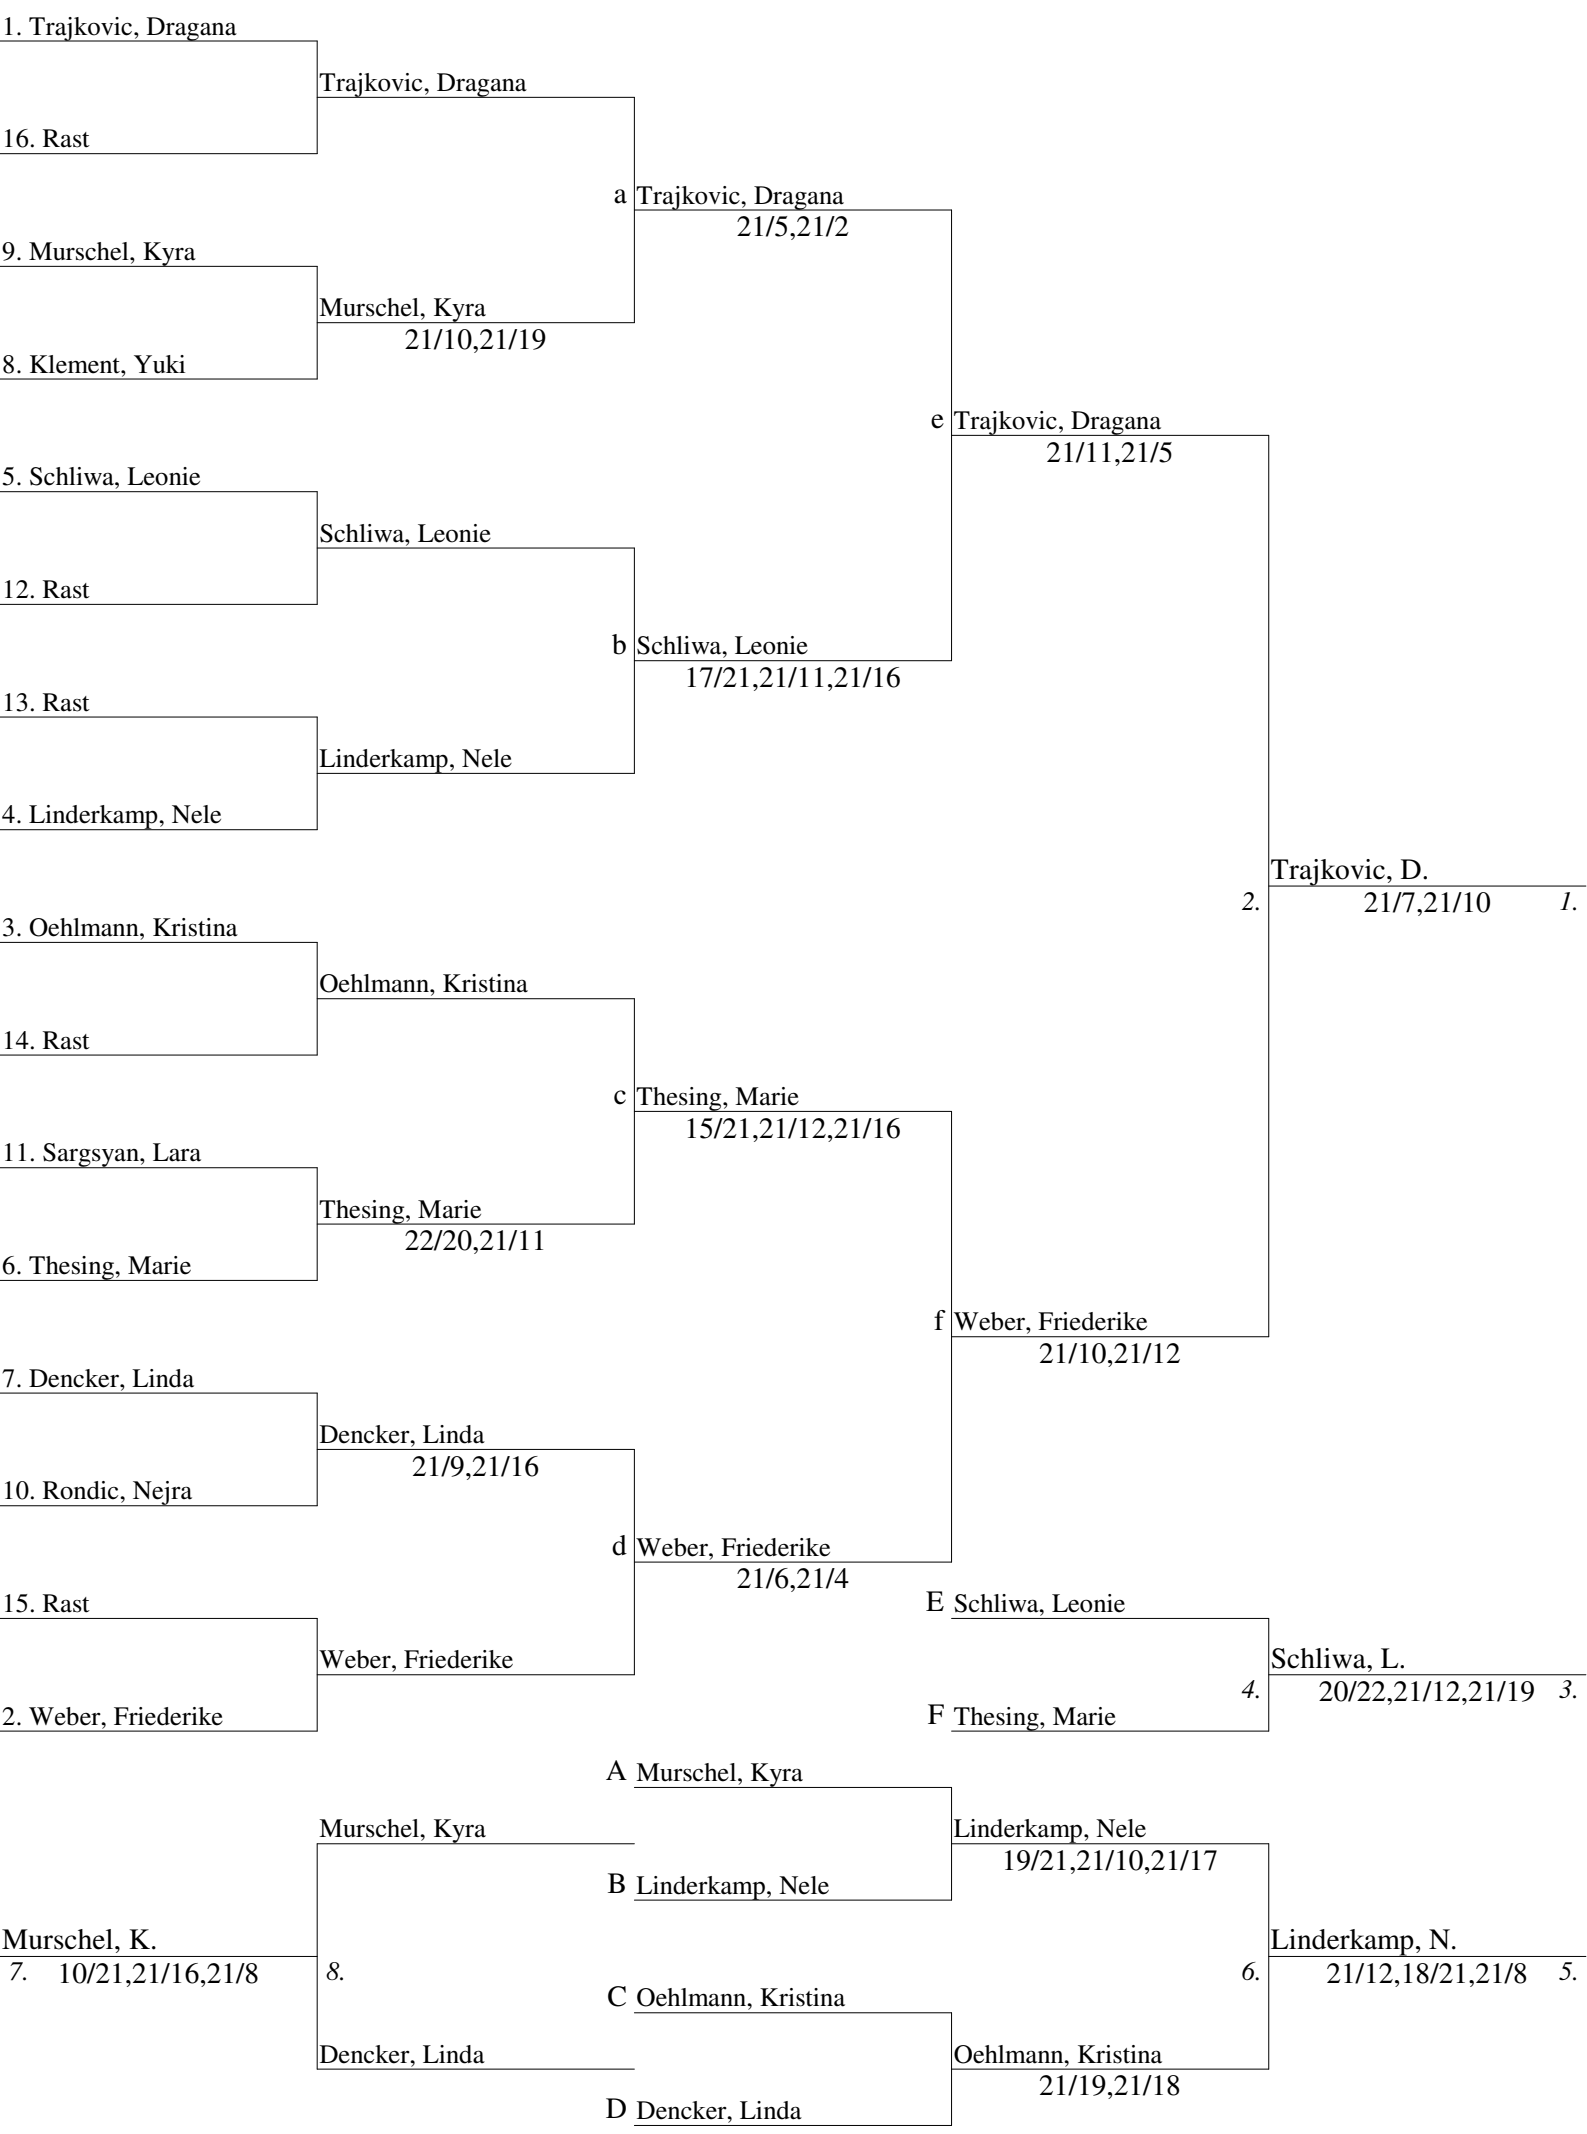 1. Trajkovic, Dragana
Trajkovic, Dragana
16. Rast
a Trajkovic, Dragana
21/5,21/2
9. Murschel, Kyra
Murschel, Kyra
21/10,21/19
8. Klement, Yuki
e Trajkovic, Dragana
21/11,21/5
5. Schliwa, Leonie
Schliwa, Leonie
12. Rast
b Schliwa, Leonie
17/21,21/11,21/16
13. Rast
Linderkamp, Nele
4. Linderkamp, Nele
Trajkovic, D.
2. 21/7,21/10 1.
3. Oehlmann, Kristina
Oehlmann, Kristina
14. Rast
c Thesing, Marie
15/21,21/12,21/16
11. Sargsyan, Lara
Thesing, Marie
22/20,21/11
6. Thesing, Marie
f Weber, Friederike
21/10,21/12
7. Dencker, Linda
Dencker, Linda
21/9,21/16
10. Rondic, Nejra
d Weber, Friederike
21/6,21/4
15. Rast
E Schliwa, Leonie
Weber, Friederike
Schliwa, L.
4. 20/22,21/12,21/19 3.
2. Weber, Friederike
F Thesing, Marie
A Murschel, Kyra
Murschel, Kyra
Linderkamp, Nele
19/21,21/10,21/17
B Linderkamp, Nele
Murschel, K.
7. 10/21,21/16,21/8 8.
Linderkamp, N.
6. 21/12,18/21,21/8 5.
C Oehlmann, Kristina
Dencker, Linda
Oehlmann, Kristina
21/19,21/18
D Dencker, Linda